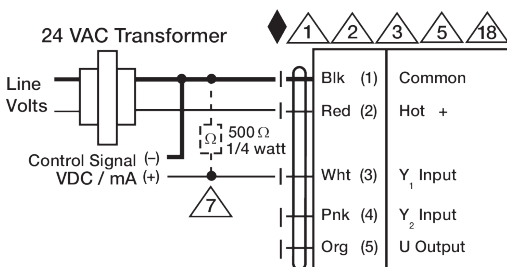 24 VAC Transformer
1 2 3 5 18
Line
Volts
Blk (1) Common
Red (2) Hot +
Ω 500 Ω
1/4 watt
Control Signal (–)
VDC / mA (+)
7
Wht (3) Y1 Input
Pnk (4) Y2 Input
Org (5) U Output